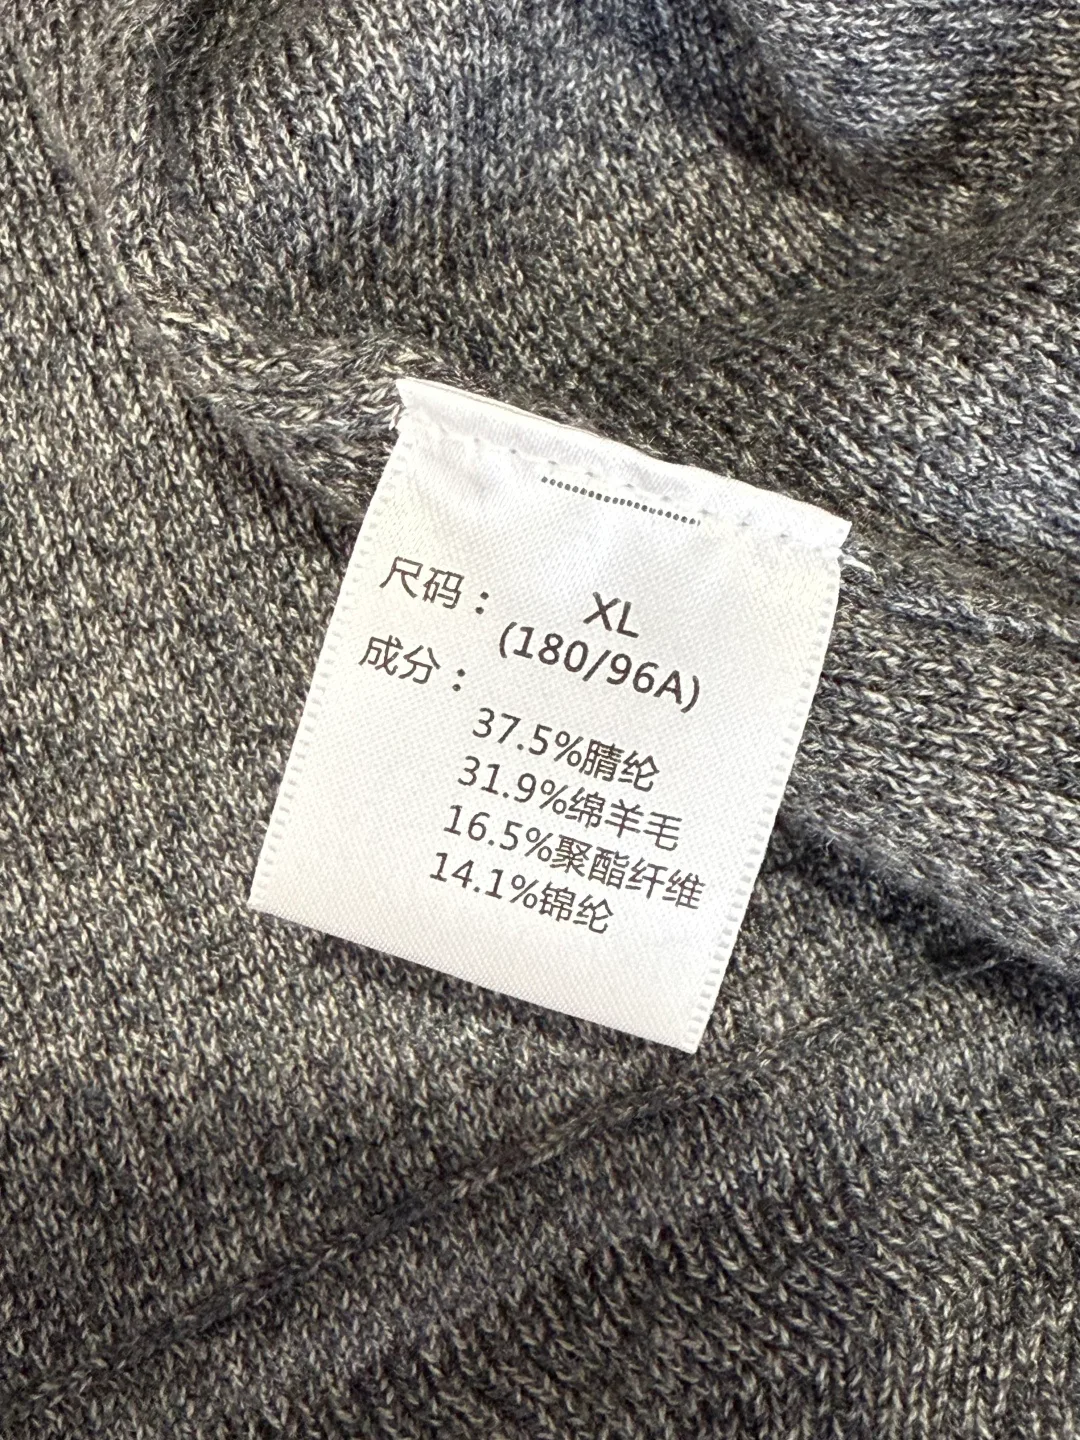 尺码： XL
(180/96A)
成分：
37.5%腈纶
31.9%绵羊毛
16.5%聚酯纤维
14.1%锦纶